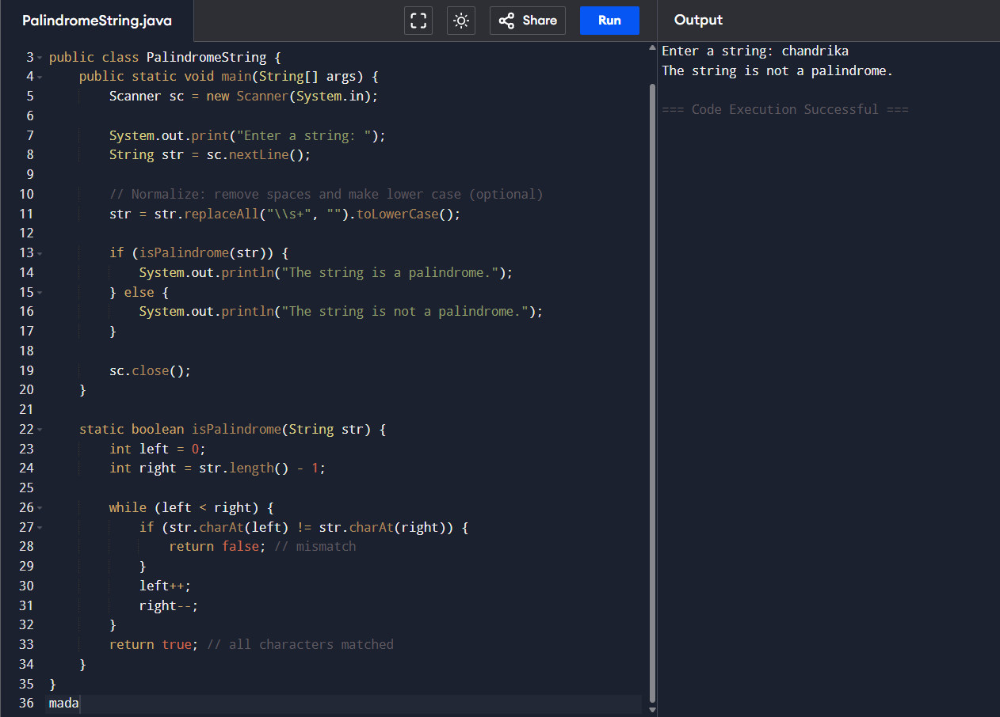 PalindromeString.java
Share
Run
Output
3 public class PalindromeString {
4     public static void main(String[] args) {
5         Scanner sc = new Scanner(System.in);
6
7         System.out.print("Enter a string: ");
8         String str = sc.nextLine();
9
10         // Normalize: remove spaces and make lower case (optional)
11         str = str.replaceAll("\\s+", "").toLowerCase();
12
13         if (isPalindrome(str)) {
14             System.out.println("The string is a palindrome.");
15         } else {
16             System.out.println("The string is not a palindrome.");
17         }
18
19         sc.close();
20     }
21
22     static boolean isPalindrome(String str) {
23         int left = 0;
24         int right = str.length() - 1;
25
26         while (left < right) {
27             if (str.charAt(left) != str.charAt(right)) {
28                 return false; // mismatch
29             }
30             left++;
31             right--;
32         }
33         return true; // all characters matched
34     }
35 }
36 mada
Enter a string: chandrika
The string is not a palindrome.
=== Code Execution Successful ===